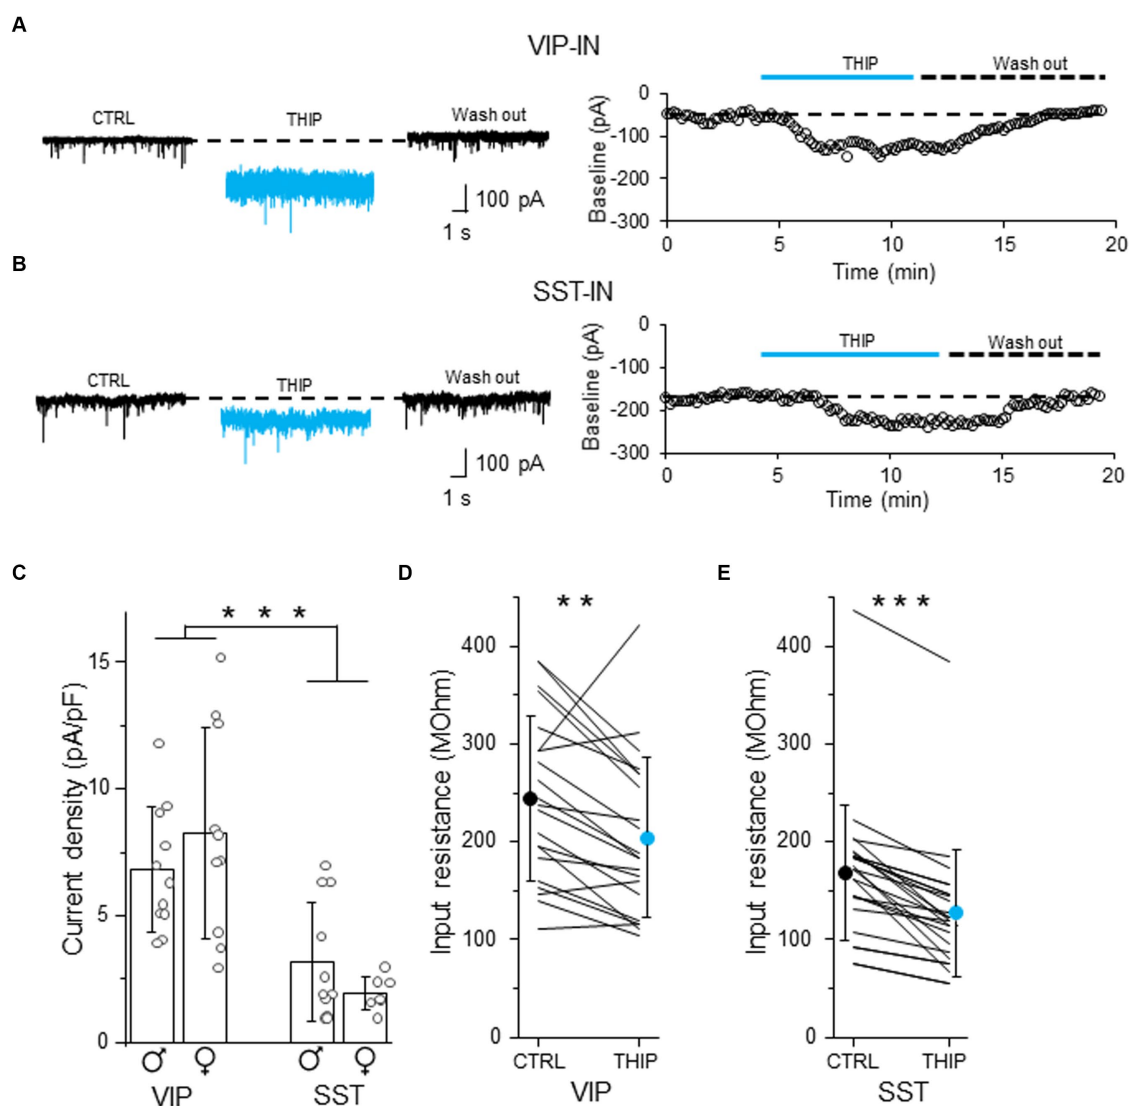 A
VIP-IN
CTRL
THIP
Wash out
100 pA
1 s
THIP
Wash out
Baseline (pA)
0
-100
-200
-300
0
5
10
15
20
Time (min)
B
SST-IN
CTRL
THIP
Wash out
100 pA
1 s
THIP
Wash out
Baseline (pA)
0
-100
-200
-300
0
5
10
15
20
Time (min)
C
* * *
Current density (pA/pF)
15
10
5
0
♂
♀
♂
♀
VIP
SST
D
* *
Input resistance (MOhm)
400
300
200
100
0
CTRL
THIP
VIP
E
* * *
Input resistance (MOhm)
400
300
200
100
0
CTRL
THIP
SST